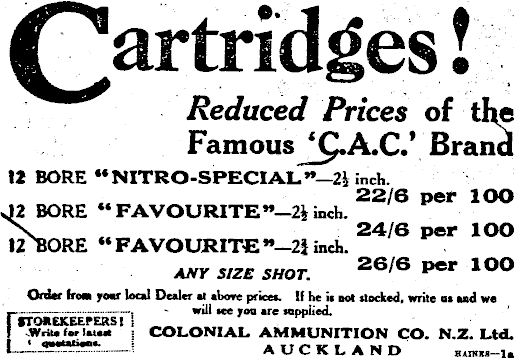 Cartridges!
Reduced Prices of the
Famous 'C.A.C.' Brand
12 BORE "NITRO-SPECIAL"—2½ inch.
22/6 per 100
12 BORE "FAVOURITE"—2½ inch.
24/6 per 100
12 BORE "FAVOURITE"—2¾ inch.
26/6 per 100
ANY SIZE SHOT.
Order from your local Dealer at above prices. If he is not stocked, write us and we
will see you are supplied.
STOREKEEPERS!
Write for latest
quotations.
COLONIAL AMMUNITION CO. N.Z. Ltd.
AUCKLAND
HAINES—1a